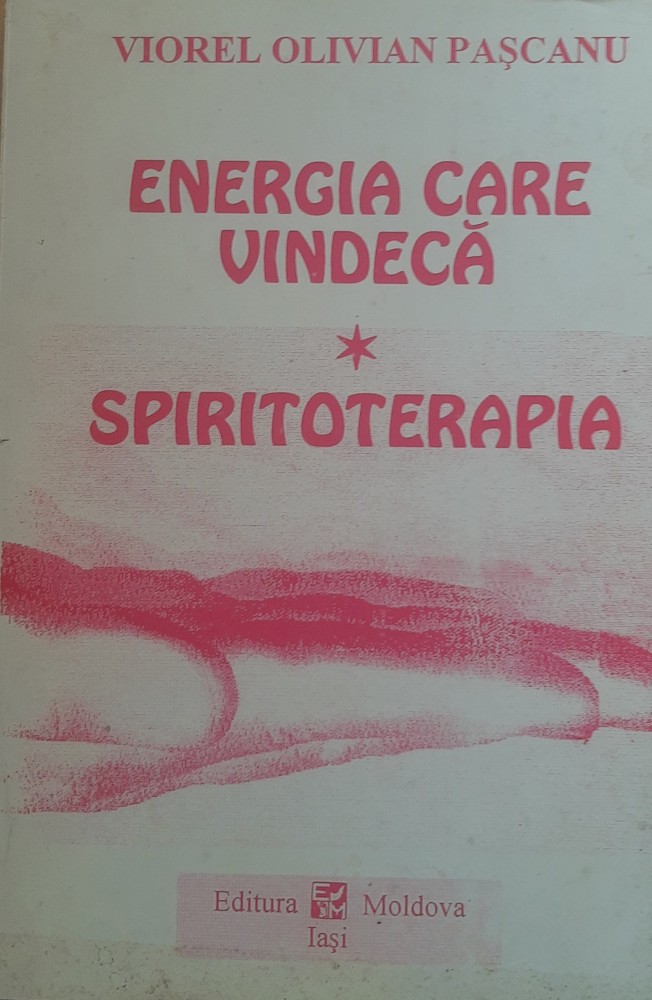 VIOREL OLIVIAN PAŞCANU
ENERGIA CARE
VINDECĂ
*
SPIRITOTERAPIA
Editura Moldova
Iaşi